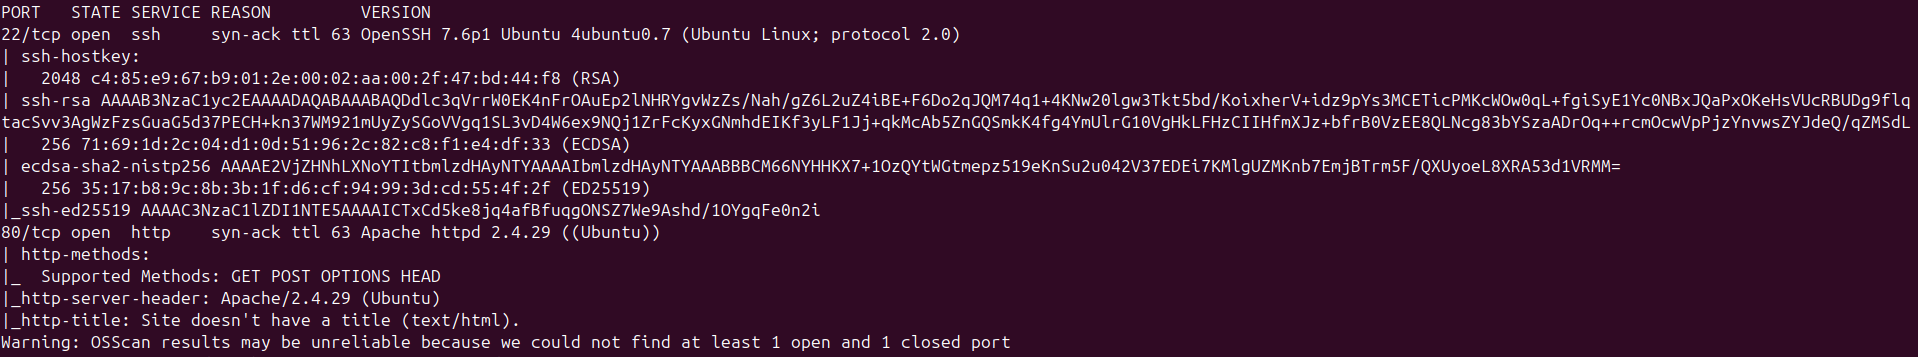 PORT   STATE SERVICE REASON         VERSION
22/tcp open  ssh     syn-ack ttl 63 OpenSSH 7.6p1 Ubuntu 4ubuntu0.7 (Ubuntu Linux; protocol 2.0)
| ssh-hostkey:
|   2048 c4:85:e9:67:b9:01:2e:00:02:aa:00:2f:47:bd:44:f8 (RSA)
| ssh-rsa AAAAB3NzaC1yc2EAAAADAQABAAABAQDdlc3qVrrW0EK4nFrOAuEp2lNHRYgvWzZs/Nah/gZ6L2uZ4iBE+F6Do2qJQM74q1+4KNw20lgw3Tkt5bd/KoixherV+idz9pYs3MCETicPMKcWOw0qL+fgiSyE1Yc0NBxJQaPxOKeHsVUcRBUDg9flq
tacSvv3AgWzFzsGuaG5d37PECH+kn37WM921mUyZySGoVVgq1SL3vD4W6ex9NQj1ZrFcKyxGNmhdEIKf3yLF1Jj+qkMcAb5ZnGQSmkK4fg4YmUlrG10VgHkLFHzCIIHfmXJz+bfrB0VzEE8QLNcg83bYSzaADrOq++rcmOcwVpPjzYnvwsZYJdeQ/qZMSdL
|   256 71:69:1d:2c:04:d1:0d:51:96:2c:82:c8:f1:e4:df:33 (ECDSA)
| ecdsa-sha2-nistp256 AAAAE2VjZHNhLXNoYTItbmlzdHAyNTYAAAAIbmlzdHAyNTYAAABBBCM66NYHHKX7+1OzQYtWGtmepz519eKnSu2u042V37EDEi7KMlgUZMKnb7EmjBTrm5F/QXUyoeL8XRA53d1VRMM=
|   256 35:17:b8:9c:8b:3b:1f:d6:cf:94:99:3d:cd:55:4f:2f (ED25519)
|_ssh-ed25519 AAAAC3NzaC1lZDI1NTE5AAAAICTxCd5ke8jq4afBfuqgONSZ7We9Ashd/1OYgqFe0n2i
80/tcp open  http    syn-ack ttl 63 Apache httpd 2.4.29 ((Ubuntu))
| http-methods:
|_  Supported Methods: GET POST OPTIONS HEAD
|_http-server-header: Apache/2.4.29 (Ubuntu)
|_http-title: Site doesn't have a title (text/html).
Warning: OSScan results may be unreliable because we could not find at least 1 open and 1 closed port